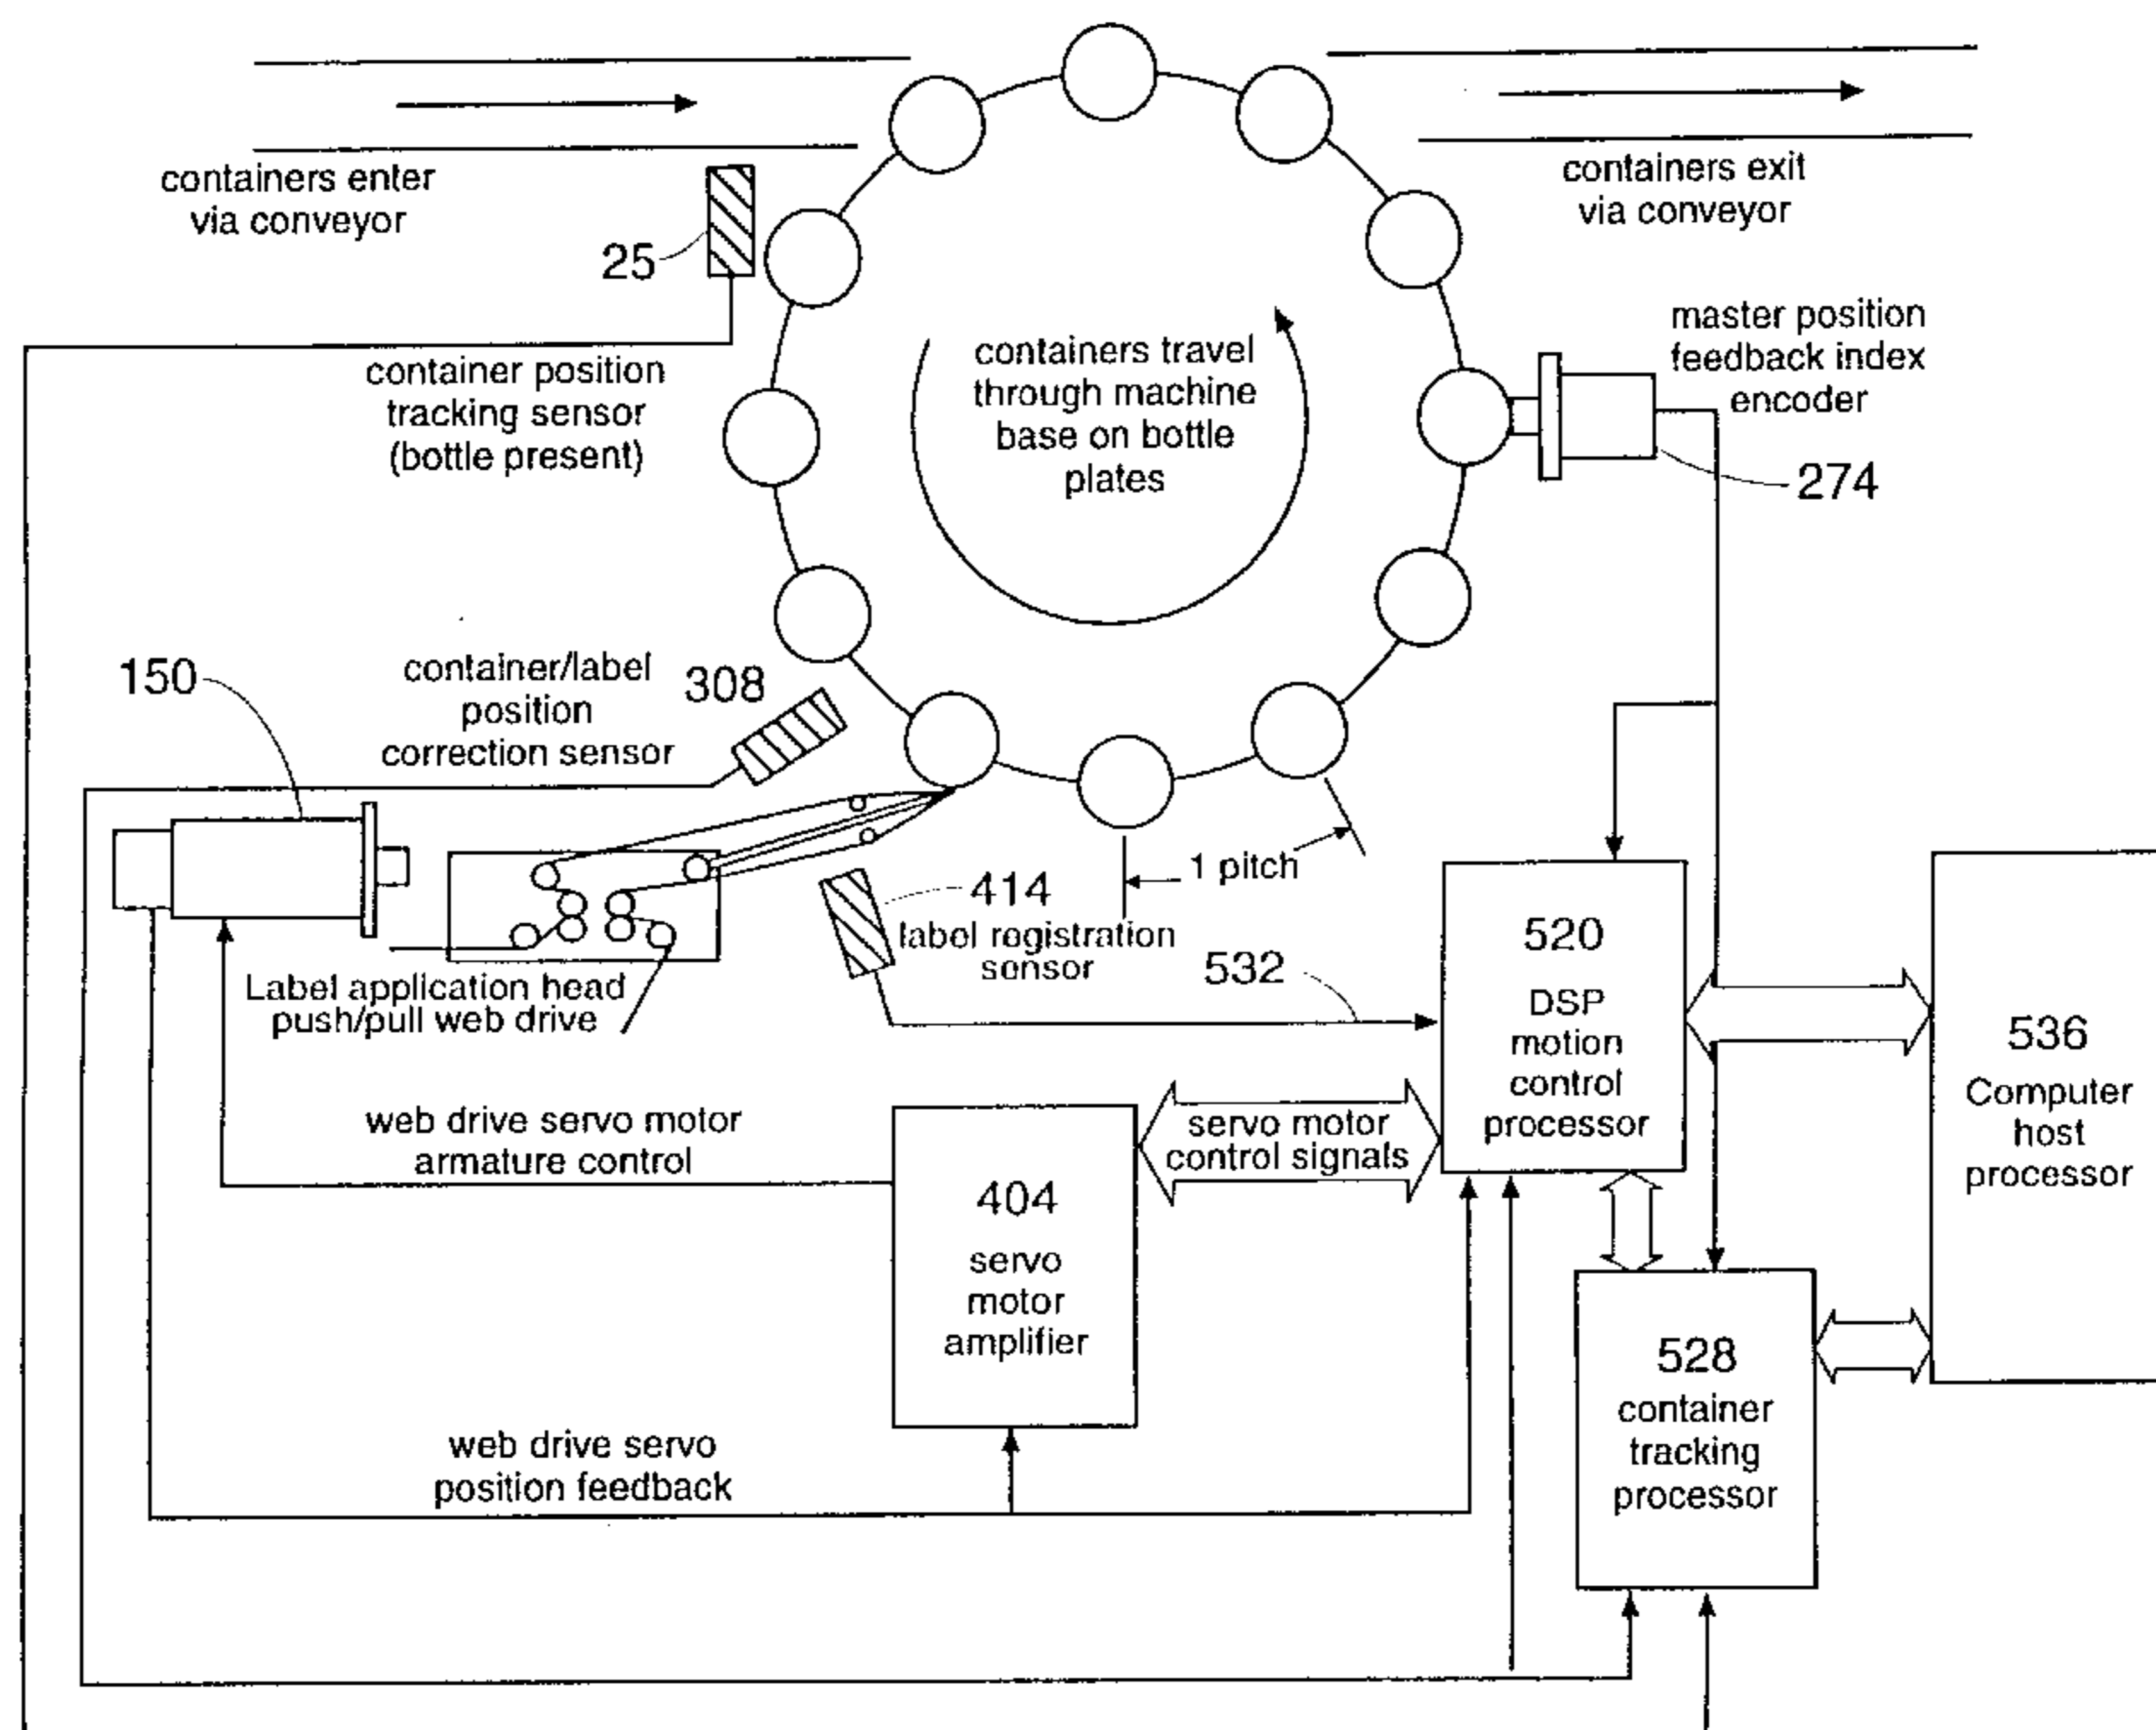 containers enter
via conveyor
25
containers exit
via conveyor
container position
tracking sensor
(bottle present)
containers travel
through machine
base on bottle
plates
master position
feedback index
encoder
274
150
container/label
position
correction sensor
308
1 pitch
414
label registration
sensor
532
Label application head
push/pull web drive
520
DSP
motion
control
processor
536
Computer
host
processor
web drive servo motor
armature control
servo motor
control signals
404
servo
motor
amplifier
528
container
tracking
processor
web drive servo
position feedback